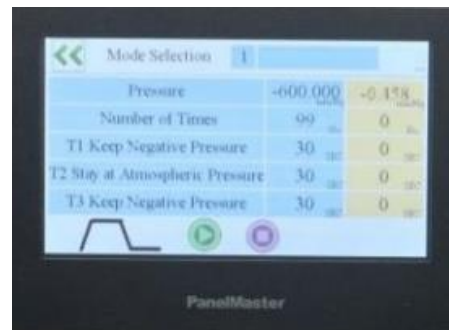 Mode Selection 1
Pressure -600.000 -0.158
Number of Times 99 0
T1 Keep Negative Pressure 30 0
T2 Stay at Atmospheric Pressure 30 0
T3 Keep Negative Pressure 30 0
PanelMaster